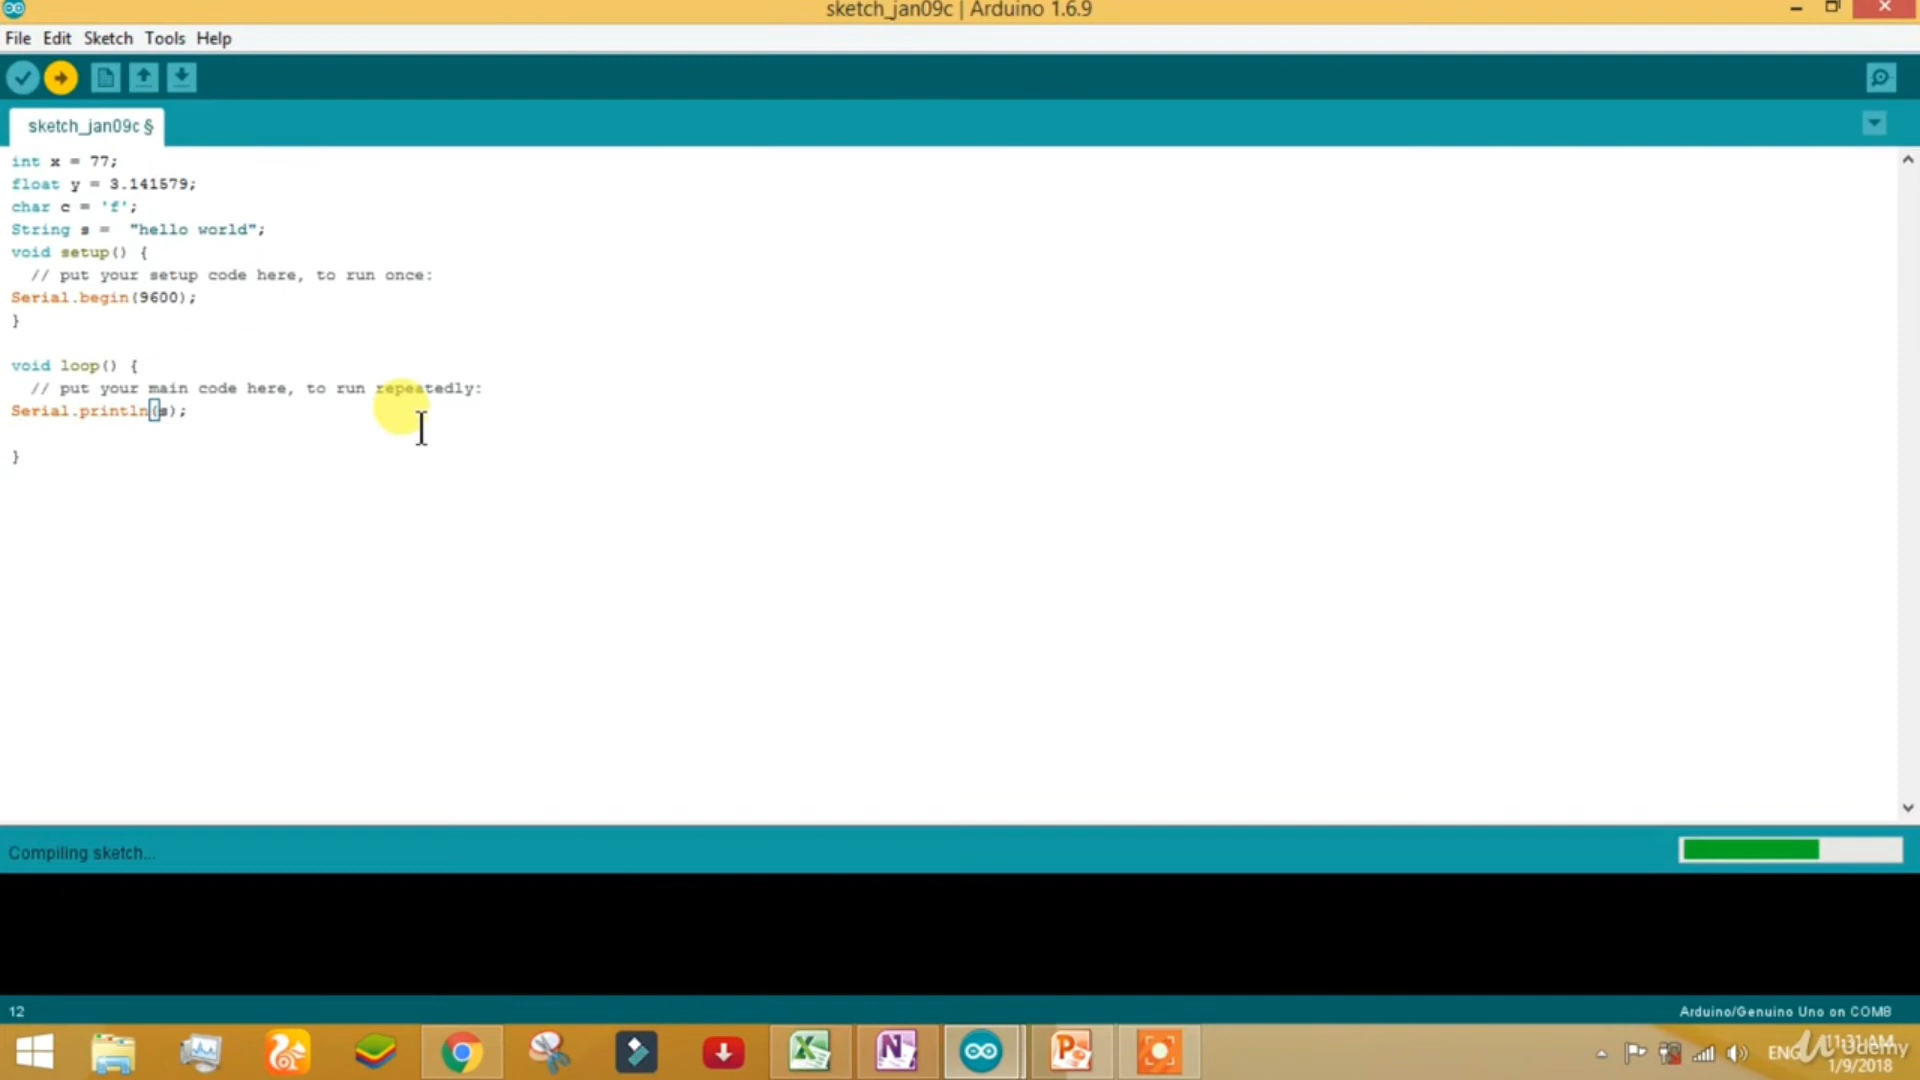 sketch_jan09c | Arduino 1.6.9
File Edit Sketch Tools Help
sketch_jan09c §
int x = 77;
float y = 3.141579;
char c = 'f';
String s =  "hello world";
void setup() {
  // put your setup code here, to run once:
Serial.begin(9600);
}
void loop() {
  // put your main code here, to run repeatedly:
Serial.println(s);
}
Compiling sketch...
12
Arduino/Genuino Uno on COM8
ENG
11:31 AM
Udemy
1/9/2018